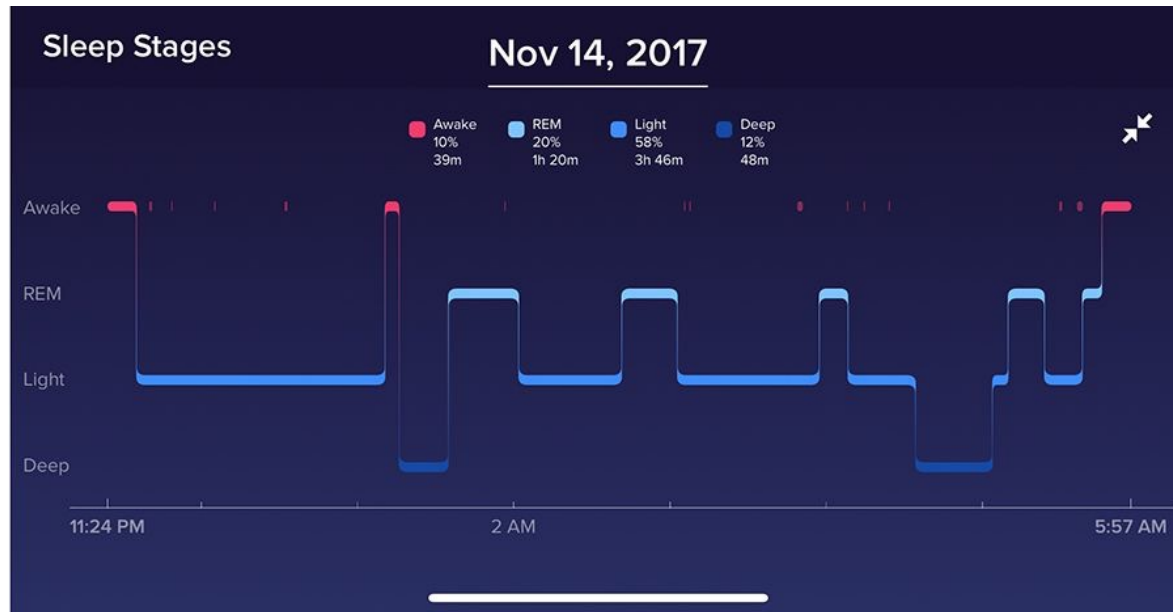 Sleep Stages
Nov 14, 2017
Awake
10%
39m
REM
20%
1h 20m
Light
58%
3h 46m
Deep
12%
48m
Awake
REM
Light
Deep
11:24 PM
2 AM
5:57 AM